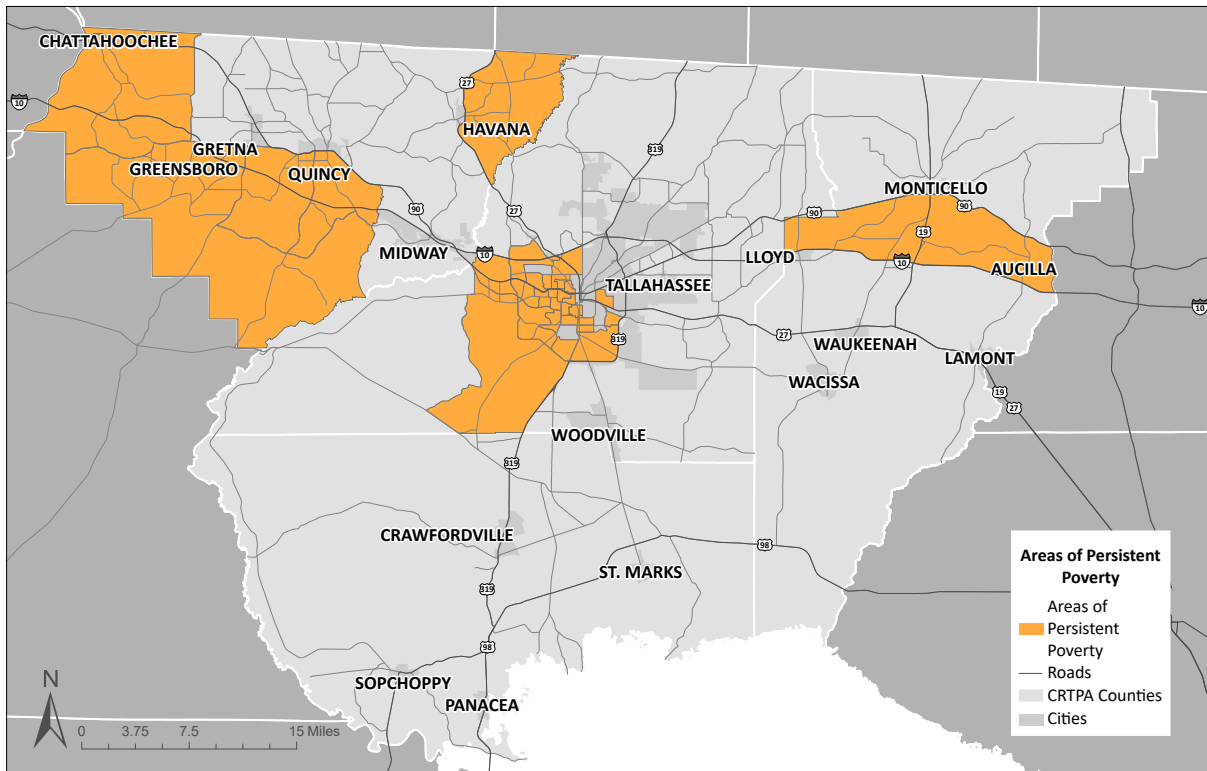 CHATTAHOOCHEE
27
10
HAVANA
319
GRETNA
GREENSBORO
QUINCY
MONTICELLO
90
90
27
90
19
MIDWAY
10
LLOYD
10
AUCILLA
TALLAHASSEE
10
319
27
WAUKEENAH
LAMONT
WACISSA
19
27
WOODVILLE
319
CRAWFORDVILLE
98
ST. MARKS
319
98
SOPCHOPPY
PANACEA
N
0 3.75 7.5 15 Miles
Areas of Persistent
Poverty
Areas of
Persistent
Poverty
Roads
CRTPA Counties
Cities